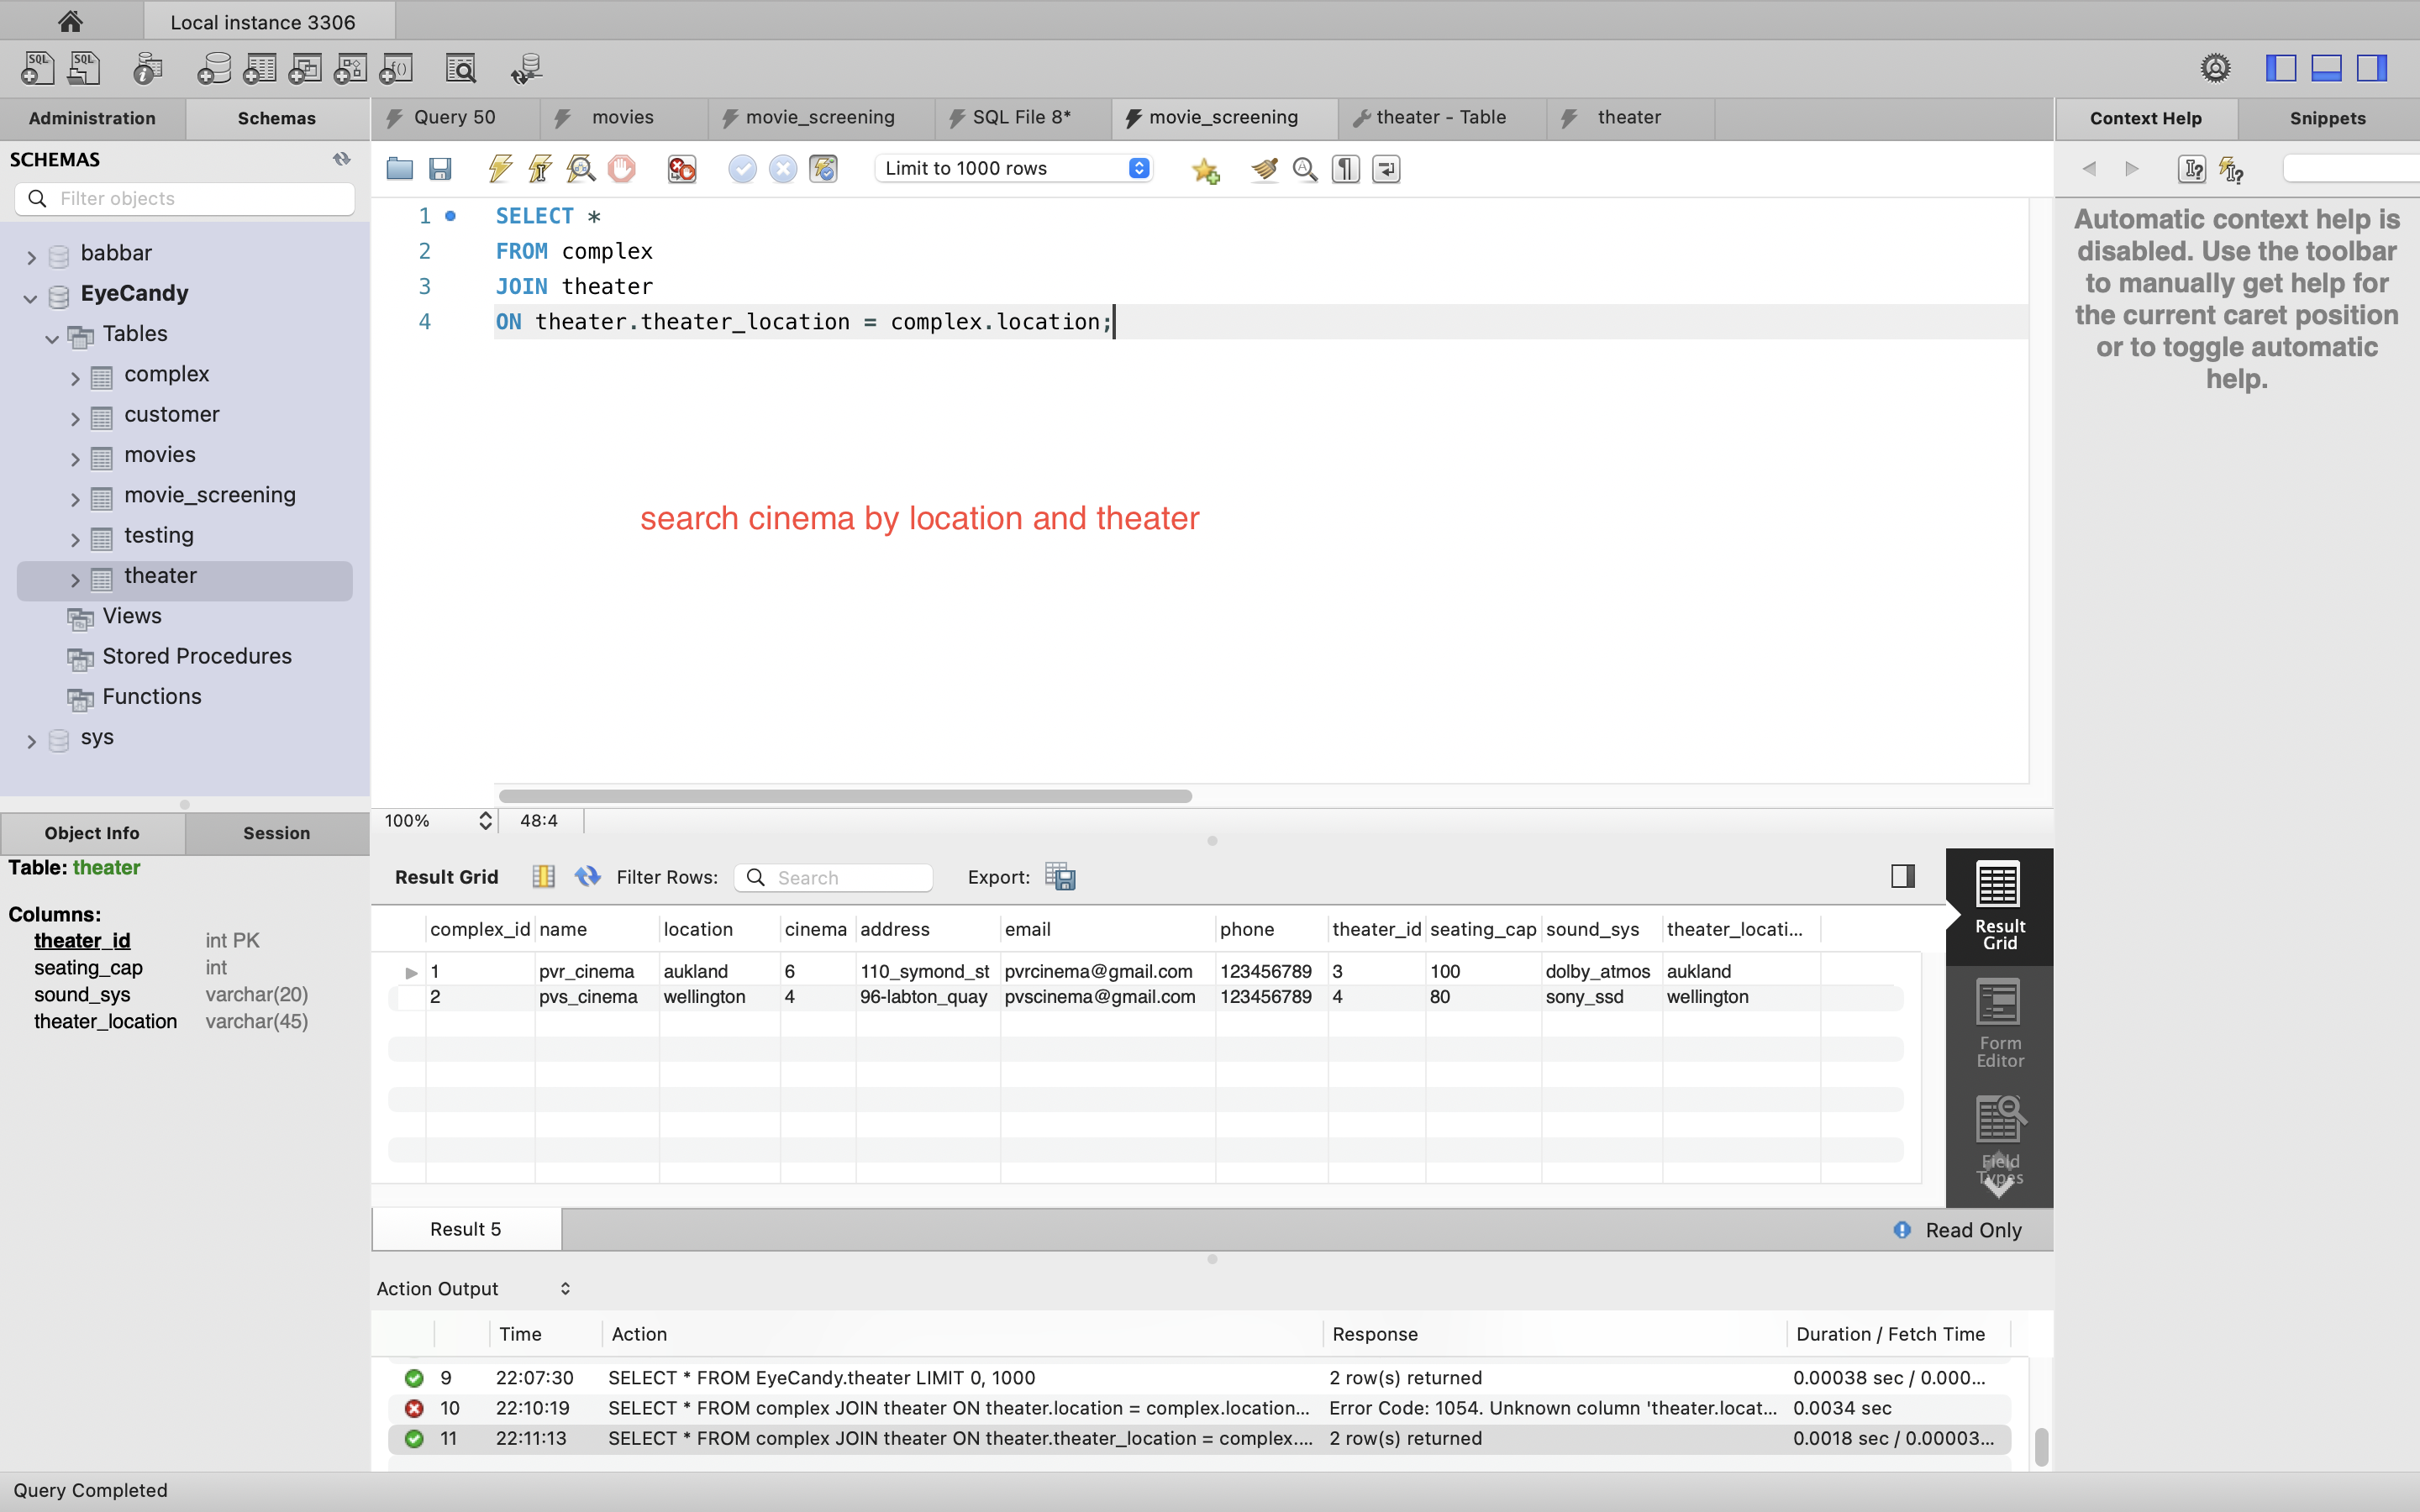 Local instance 3306
Administration Schemas
Query 50 movies movie_screening SQL File 8* movie_screening theater - Table theater
Context Help Snippets
SCHEMAS
Filter objects
Limit to 1000 rows
babbar
EyeCandy
Tables
complex
customer
movies
movie_screening
testing
theater
Views
Stored Procedures
Functions
sys
1 SELECT *
2 FROM complex
3 JOIN theater
4 ON theater.theater_location = complex.location;
search cinema by location and theater
Automatic context help is
disabled. Use the toolbar
to manually get help for
the current caret position
or to toggle automatic
help.
100% 48:4
Object Info Session
Table: theater
Columns:
theater_id int PK
seating_cap int
sound_sys varchar(20)
theater_location varchar(45)
Result Grid Filter Rows: Search Export:
complex_id name location cinema address email phone theater_id seating_cap sound_sys theater_locati...
1 pvr_cinema aukland 6 110_symond_st pvrcinema@gmail.com 123456789 3 100 dolby_atmos aukland
2 pvs_cinema wellington 4 96-labton_quay pvscinema@gmail.com 123456789 4 80 sony_ssd wellington
Result
Grid
Form
Editor
Field
Types
Result 5 Read Only
Action Output
Time Action Response Duration / Fetch Time
9 22:07:30 SELECT * FROM EyeCandy.theater LIMIT 0, 1000 2 row(s) returned 0.00038 sec / 0.000...
10 22:10:19 SELECT * FROM complex JOIN theater ON theater.location = complex.location... Error Code: 1054. Unknown column 'theater.locat... 0.0034 sec
11 22:11:13 SELECT * FROM complex JOIN theater ON theater.theater_location = complex.... 2 row(s) returned 0.0018 sec / 0.00003...
Query Completed